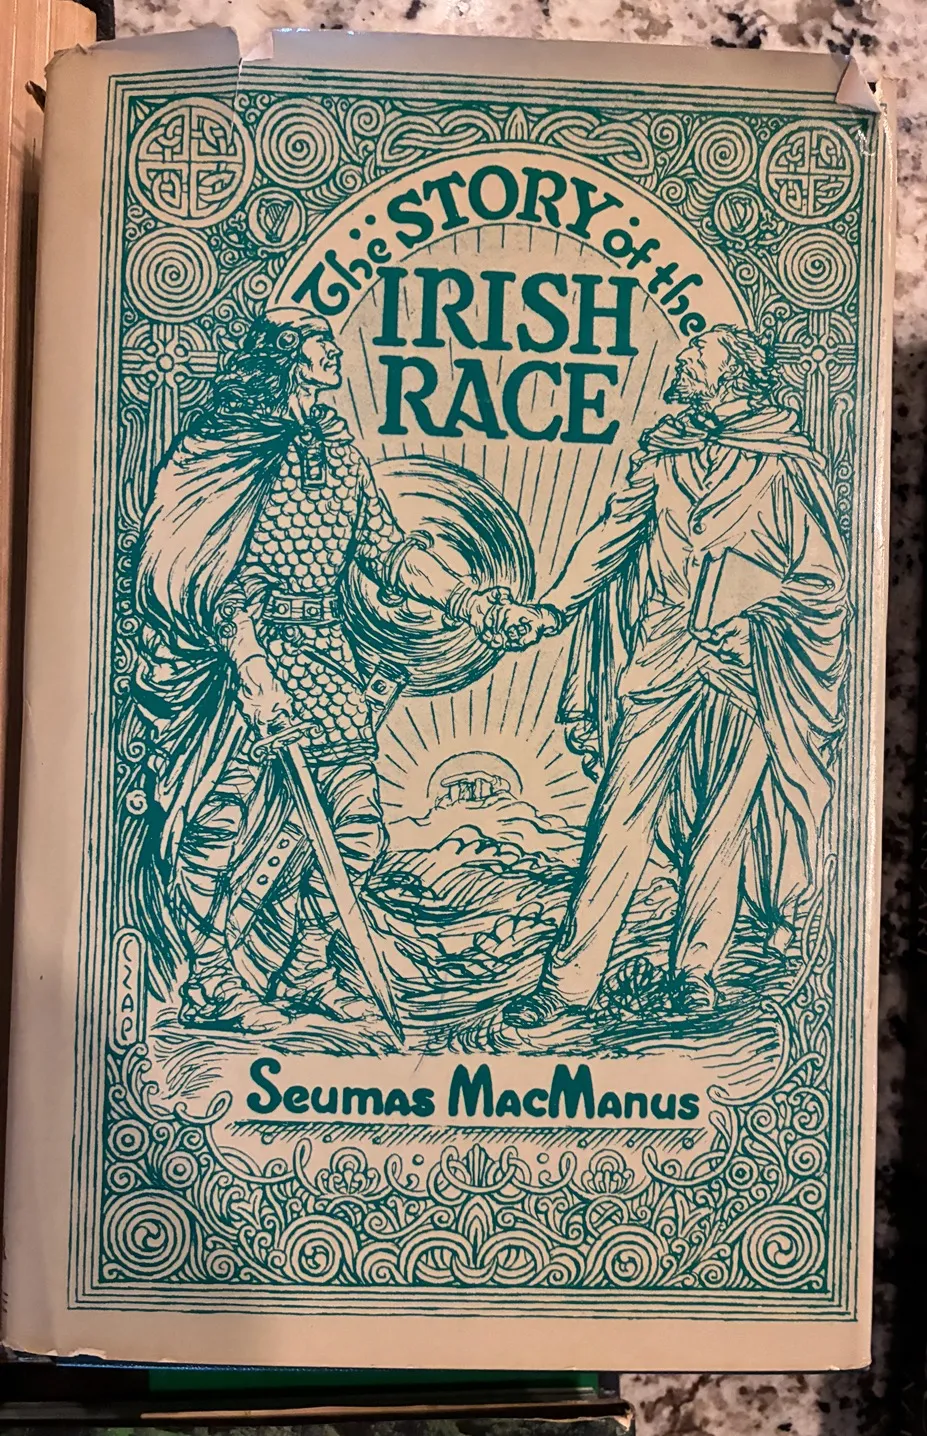 The STORY of the
IRISH
RACE
Seumas MacManus